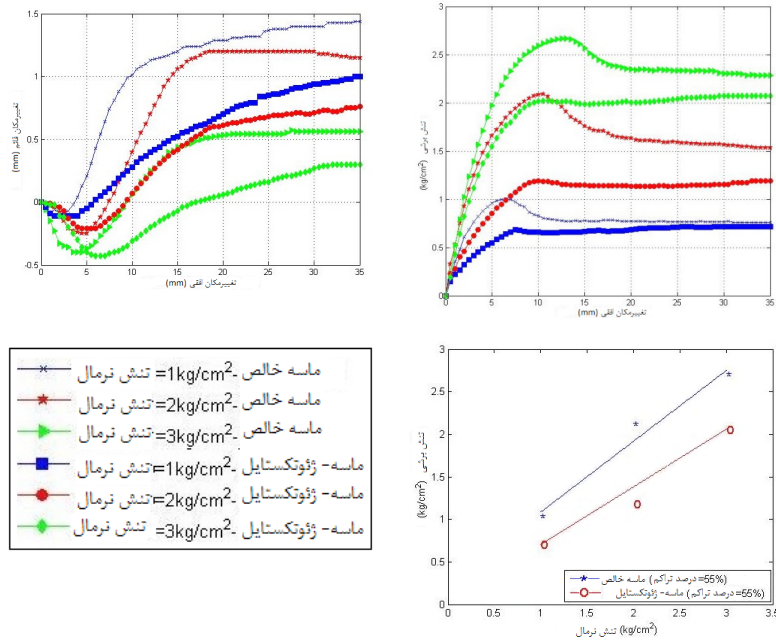 1.5
1
0.5
0.0
-0.5
0 5 10 15 20 25 30 35
تغییرمکان قائم (mm)
تغییرمکان افقی (mm)
3
2.5
2
1.5
1
0.5
0
0 5 10 15 20 25 30 35
تنش برشی (kg/cm²)
تغییرمکان افقی (mm)
ماسه خالص -تنش نرمال =1kg/cm²
ماسه خالص -تنش نرمال =2kg/cm²
ماسه خالص -تنش نرمال =3kg/cm²
ماسه- ژئوتکستایل -تنش نرمال =1kg/cm²
ماسه- ژئوتکستایل -تنش نرمال =2kg/cm²
ماسه- ژئوتکستایل -تنش نرمال =3kg/cm²
3
2.5
2
1.5
1
0.5
0
0 0.5 1 1.5 2 2.5 3 3.5
تنش برشی (kg/cm²)
ماسه خالص (درصد تراکم =55%)
ماسه- ژئوتکستایل (درصد تراکم =55%)
تنش نرمال (kg/cm²)